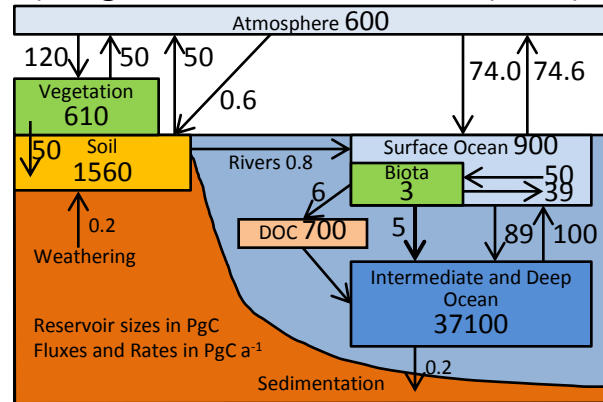 Atmosphere 600
120
50
50
0.6
74.0
74.6
Vegetation
610
50
Soil
1560
Rivers 0.8
Surface Ocean 900
Biota
3
50
39
6
DOC 700
5
89
100
0.2
Weathering
Intermediate and Deep
Ocean
37100
Reservoir sizes in PgC
Fluxes and Rates in PgC a⁻¹
0.2
Sedimentation